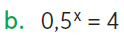 b. 0,5ˣ = 4